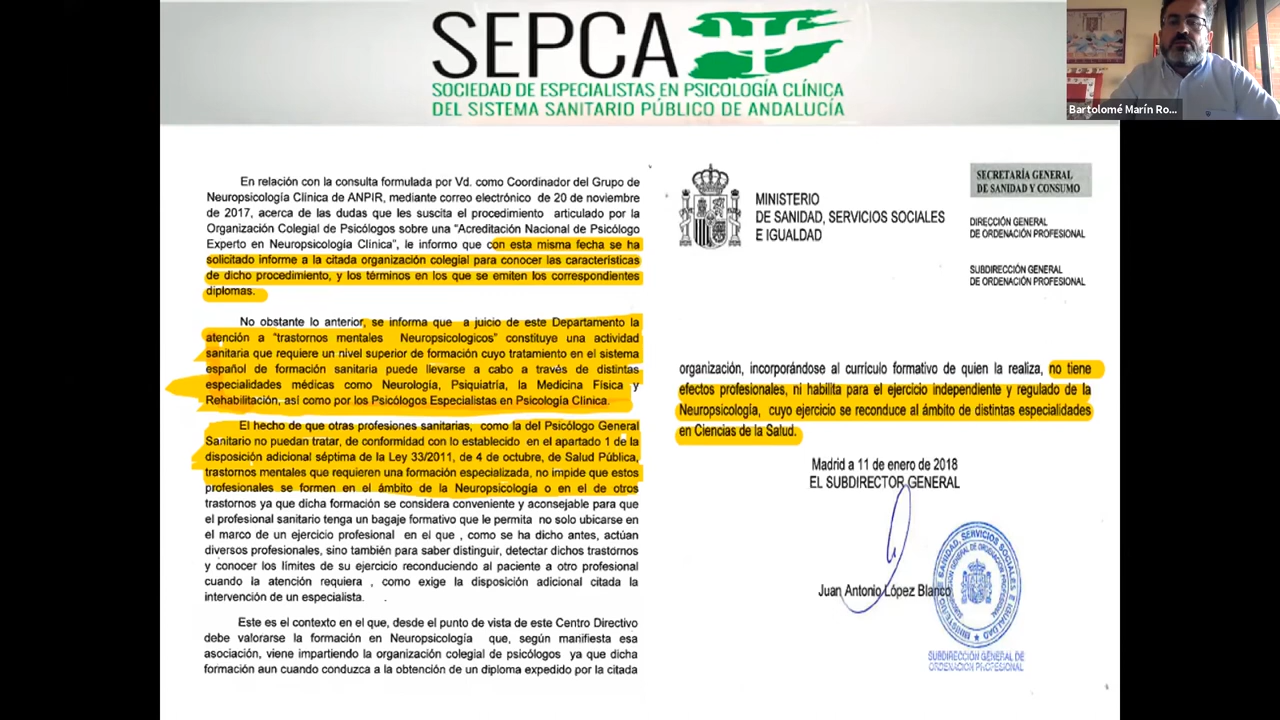 SEPCA
SOCIEDAD DE ESPECIALISTAS EN PSICOLOGÍA CLÍNICA
DEL SISTEMA SANITARIO PÚBLICO DE ANDALUCÍA
Bartolomé Marín Ro...
En relación con la consulta formulada por Vd. como Coordinador del Grupo de
Neuropsicología Clínica de ANPIR, mediante correo electrónico de 20 de noviembre
de 2017, acerca de las dudas que les suscita el procedimiento articulado por la
Organización Colegial de Psicólogos sobre una "Acreditación Nacional de Psicólogo
Experto en Neuropsicología Clínica", le informo que con esta misma fecha se ha
solicitado informe a la citada organización colegial para conocer las características
de dicho procedimiento, y los términos en los que se emiten los correspondientes
diplomas.
No obstante lo anterior, se informa que a juicio de este Departamento la
atención a "trastornos mentales Neuropsicologicos" constituye una actividad
sanitaria que requiere un nivel superior de formación cuyo tratamiento en el sistema
español de formación sanitaria puede llevarse a cabo a través de distintas
especialidades médicas como Neurología, Psiquiatría, la Medicina Física y
Rehabilitación, así como por los Psicólogos Especialistas en Psicología Clínica.
El hecho de que otras profesiones sanitarias, como la del Psicólogo General
Sanitario no puedan tratar, de conformidad con lo establecido en el apartado 1 de la
disposición adicional séptima de la Ley 33/2011, de 4 de octubre, de Salud Pública,
trastornos mentales que requieren una formación especializada, no impide que estos
profesionales se formen en el ámbito de la Neuropsicología o en el de otros
trastornos ya que dicha formación se considera conveniente y aconsejable para que
el profesional sanitario tenga un bagaje formativo que le permita no solo ubicarse en
el marco de un ejercicio profesional en el que , como se ha dicho antes, actúan
diversos profesionales, sino también para saber distinguir, detectar dichos trastornos
y conocer los límites de su ejercicio reconduciendo al paciente a otro profesional
cuando la atención requiera , como exige la disposición adicional citada la
intervención de un especialista.
Este es el contexto en el que, desde el punto de vista de este Centro Directivo
debe valorarse la formación en Neuropsicología que, según manifiesta esa
asociación, viene impartiendo la organización colegial de psicólogos ya que dicha
formación aun cuando conduzca a la obtención de un diploma expedido por la citada
MINISTERIO
DE SANIDAD, SERVICIOS SOCIALES
E IGUALDAD
SECRETARÍA GENERAL
DE SANIDAD Y CONSUMO
DIRECCIÓN GENERAL
DE ORDENACIÓN PROFESIONAL
SUBDIRECCIÓN GENERAL
DE ORDENACIÓN PROFESIONAL
organización, incorporándose al currículo formativo de quien la realiza, no tiene
efectos profesionales, ni habilita para el ejercicio independiente y regulado de la
Neuropsicología, cuyo ejercicio se reconduce al ámbito de distintas especialidades
en Ciencias de la Salud.
Madrid a 11 de enero de 2018
EL SUBDIRECTOR GENERAL
Juan Antonio López Blanco
MINISTERIO DE SANIDAD, SERVICIOS SOCIALES
SUBDIRECCIÓN GENERAL DE
ORDENACIÓN PROFESIONAL